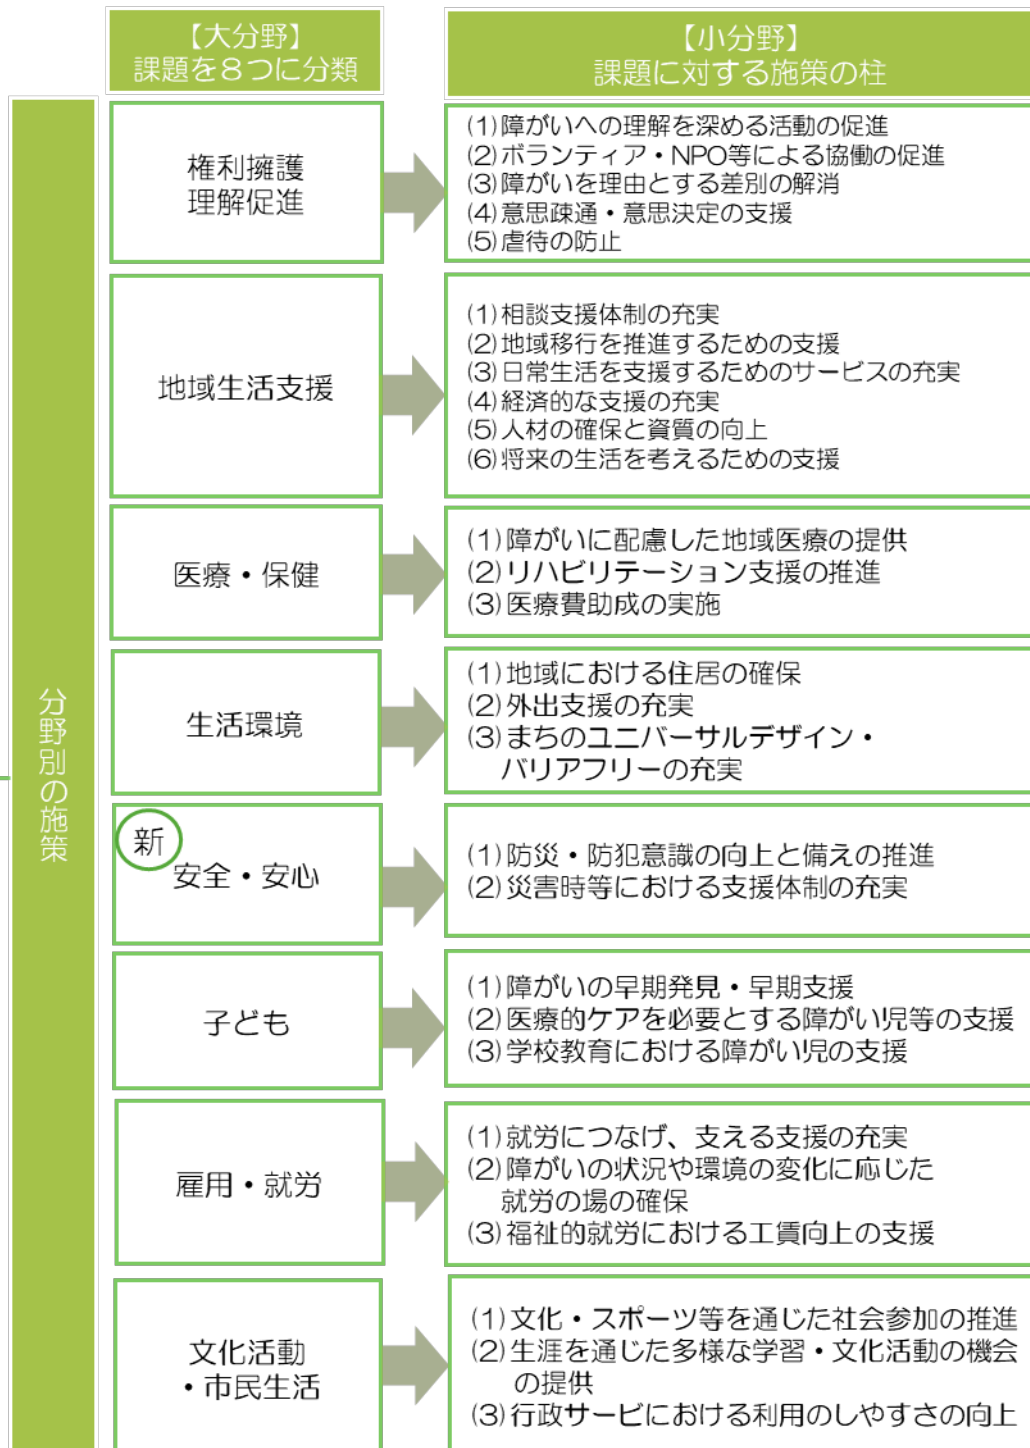 【大分野】
課題を８つに分類
【小分野】
課題に対する施策の柱
分野別の施策
権利擁護
理解促進
(1)障がいへの理解を深める活動の促進
(2)ボランティア・NPO等による協働の促進
(3)障がいを理由とする差別の解消
(4)意思疎通・意思決定の支援
(5)虐待の防止
地域生活支援
(1)相談支援体制の充実
(2)地域移行を推進するための支援
(3)日常生活を支援するためのサービスの充実
(4)経済的な支援の充実
(5)人材の確保と資質の向上
(6)将来の生活を考えるための支援
医療・保健
(1)障がいに配慮した地域医療の提供
(2)リハビリテーション支援の推進
(3)医療費助成の実施
生活環境
(1)地域における住居の確保
(2)外出支援の充実
(3)まちのユニバーサルデザイン・
バリアフリーの充実
新
安全・安心
(1)防災・防犯意識の向上と備えの推進
(2)災害時等における支援体制の充実
子ども
(1)障がいの早期発見・早期支援
(2)医療的ケアを必要とする障がい児等の支援
(3)学校教育における障がい児の支援
雇用・就労
(1)就労につなげ、支える支援の充実
(2)障がいの状況や環境の変化に応じた
就労の場の確保
(3)福祉的就労における工賃向上の支援
文化活動
・市民生活
(1)文化・スポーツ等を通じた社会参加の推進
(2)生涯を通じた多様な学習・文化活動の機会
の提供
(3)行政サービにおける利用のしやすさの向上